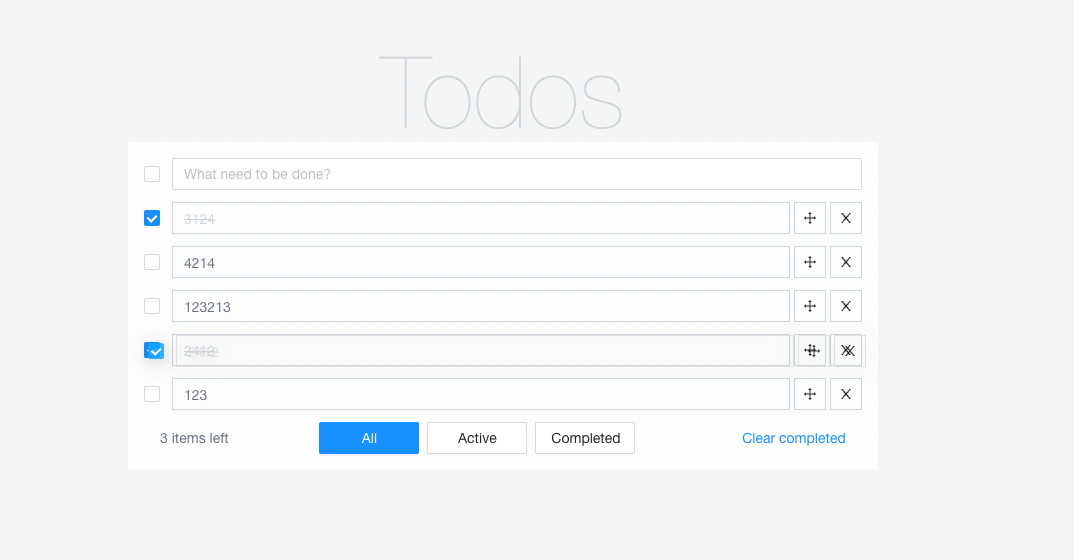 Todos
What need to be done?
3124
X
4214
X
123213
X
2412
X
123
X
3 items left
All
Active
Completed
Clear completed